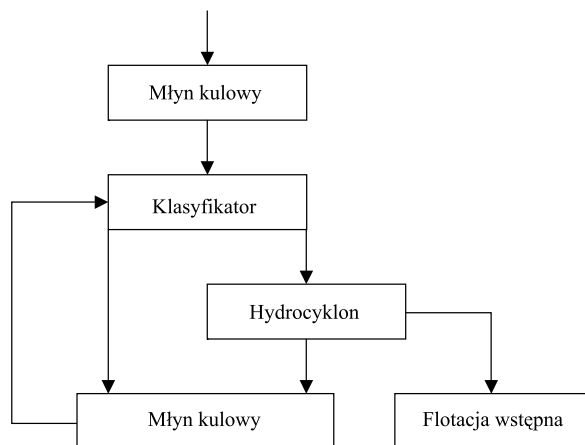 Młyn kulowy
Klasyfikator
Hydrocyklon
Młyn kulowy
Flotacja wstępna